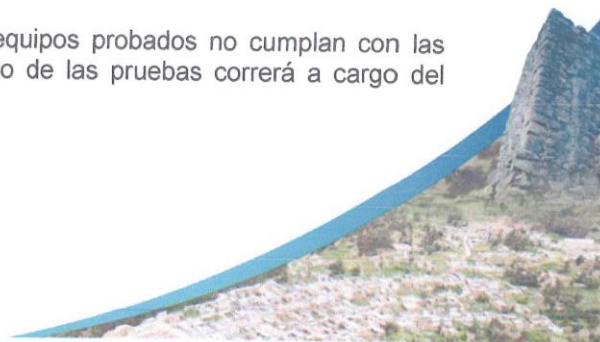 equipos probados no cumplan con las
o de las pruebas correrá a cargo del